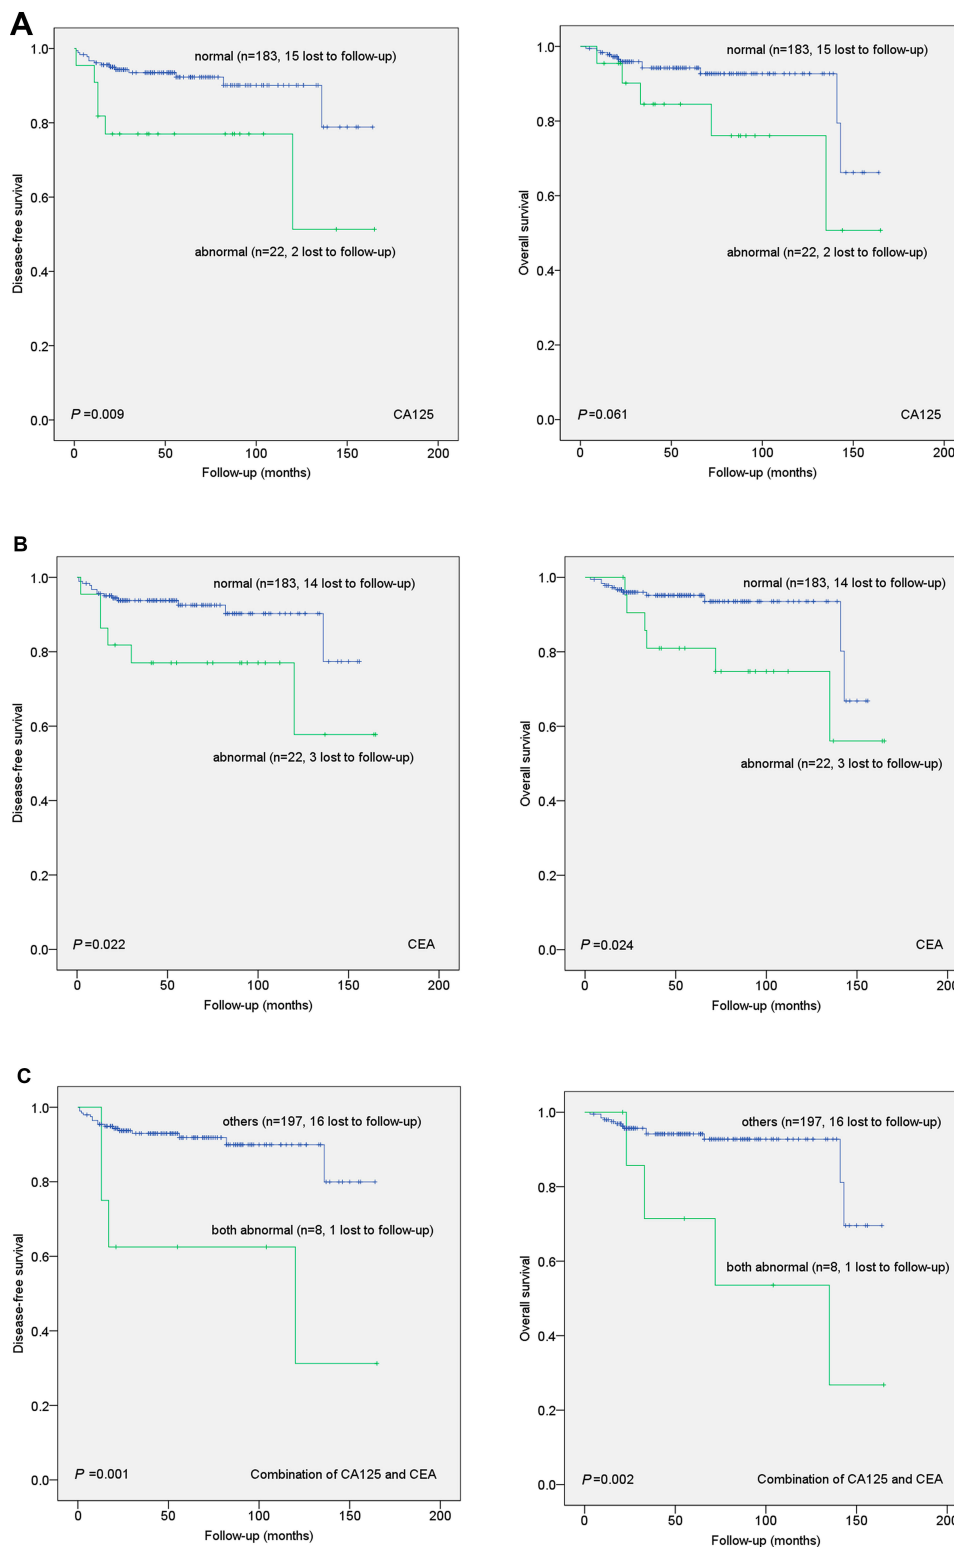 A
1.0
0.8
0.6
0.4
0.2
0.0
Disease-free survival
normal (n=183, 15 lost to follow-up)
abnormal (n=22, 2 lost to follow-up)
P =0.009
CA125
0 50 100 150 200
Follow-up (months)
1.0
0.8
0.6
0.4
0.2
0.0
Overall survival
normal (n=183, 15 lost to follow-up)
abnormal (n=22, 2 lost to follow-up)
P =0.061
CA125
0 50 100 150 200
Follow-up (months)
B
1.0
0.8
0.6
0.4
0.2
0.0
Disease-free survival
normal (n=183, 14 lost to follow-up)
abnormal (n=22, 3 lost to follow-up)
P =0.022
CEA
0 50 100 150 200
Follow-up (months)
1.0
0.8
0.6
0.4
0.2
0.0
Overall survival
normal (n=183, 14 lost to follow-up)
abnormal (n=22, 3 lost to follow-up)
P =0.024
CEA
0 50 100 150 200
Follow-up (months)
C
1.0
0.8
0.6
0.4
0.2
0.0
Disease-free survival
others (n=197, 16 lost to follow-up)
both abnormal (n=8, 1 lost to follow-up)
P =0.001
Combination of CA125 and CEA
0 50 100 150 200
Follow-up (months)
1.0
0.8
0.6
0.4
0.2
0.0
Overall survival
others (n=197, 16 lost to follow-up)
both abnormal (n=8, 1 lost to follow-up)
P =0.002
Combination of CA125 and CEA
0 50 100 150 200
Follow-up (months)